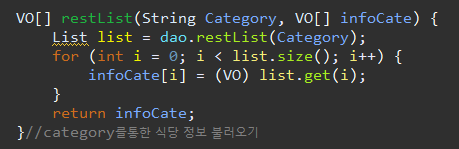 VO[] restList(String Category, VO[] infoCate) {
List list = dao.restList(Category);
for (int i = 0; i < list.size(); i++) {
infoCate[i] = (VO) list.get(i);
}
return infoCate;
}//category를통한 식당 정보 불러오기